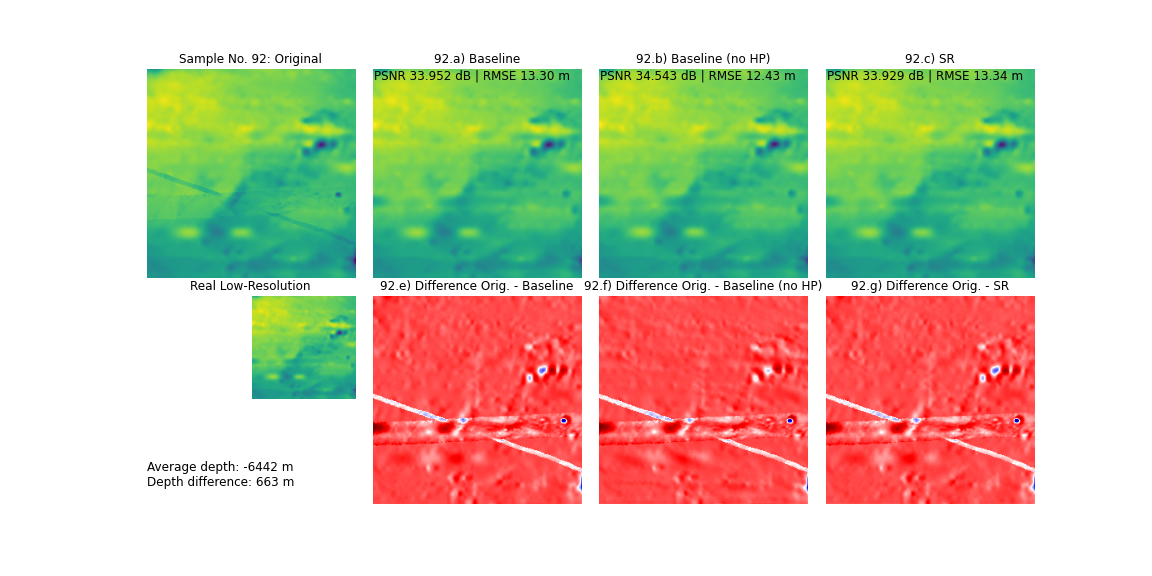 Sample No. 92: Original
92.a) Baseline
92.b) Baseline (no HP)
92.c) SR
PSNR 33.952 dB | RMSE 13.30 m
PSNR 34.543 dB | RMSE 12.43 m
PSNR 33.929 dB | RMSE 13.34 m
Real Low-Resolution
92.e) Difference Orig. - Baseline
92.f) Difference Orig. - Baseline (no HP)
92.g) Difference Orig. - SR
Average depth: -6442 m
Depth difference: 663 m